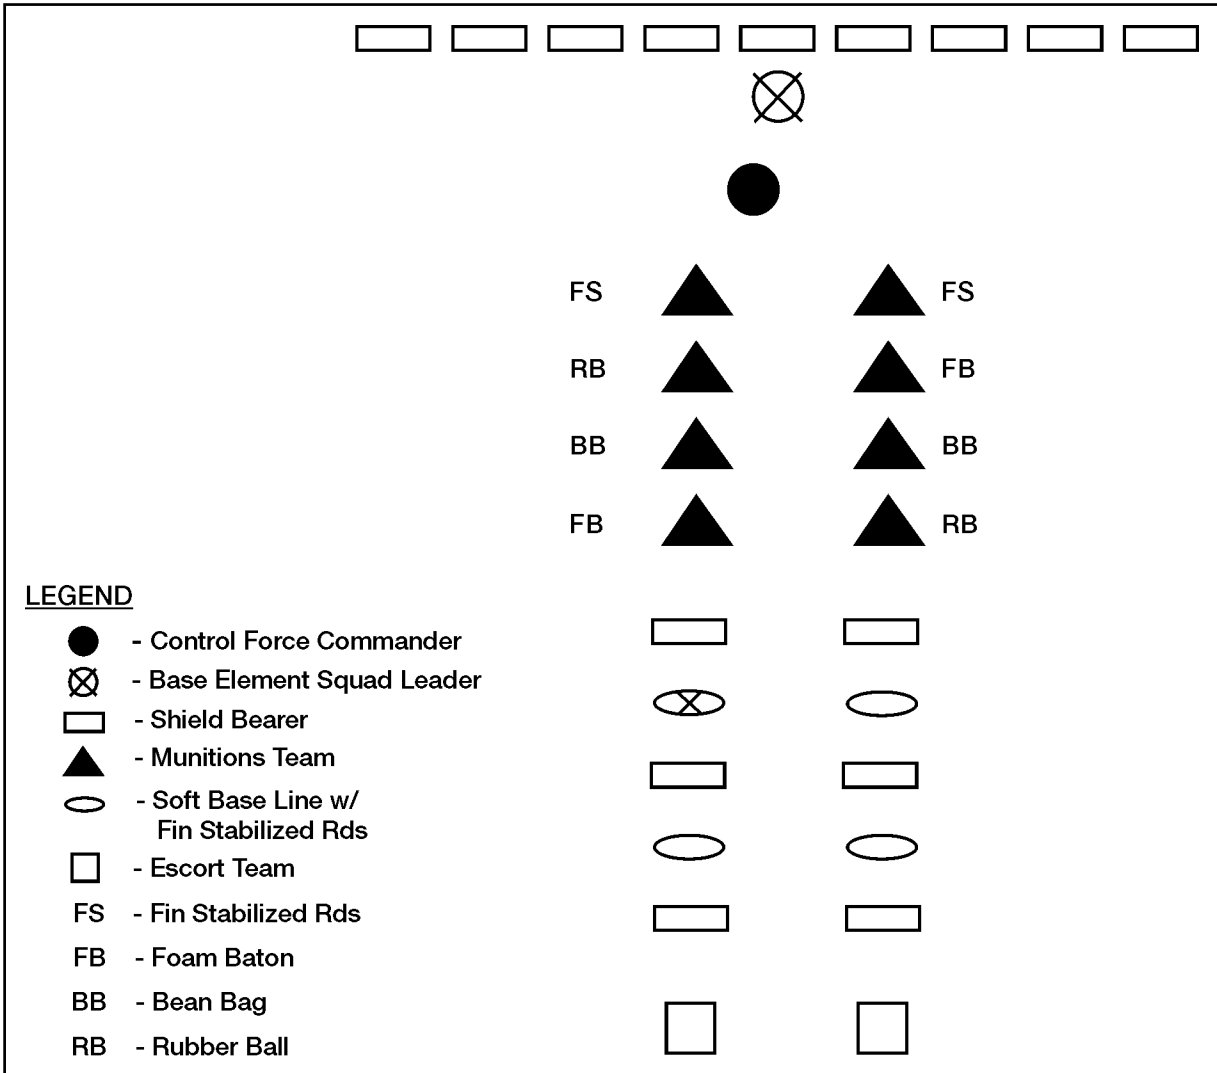 FS FS
RB FB
BB BB
FB RB
LEGEND
- Control Force Commander
- Base Element Squad Leader
- Shield Bearer
- Munitions Team
- Soft Base Line w/
Fin Stabilized Rds
- Escort Team
FS - Fin Stabilized Rds
FB - Foam Baton
BB - Bean Bag
RB - Rubber Ball